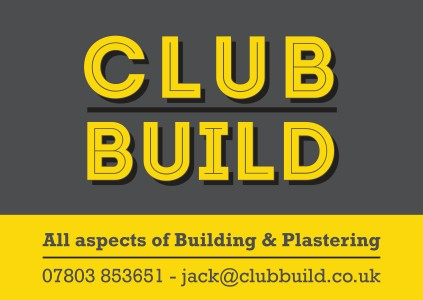 CLUB
BUILD
All aspects of Building & Plastering
07803 853651 - jack@clubbuild.co.uk